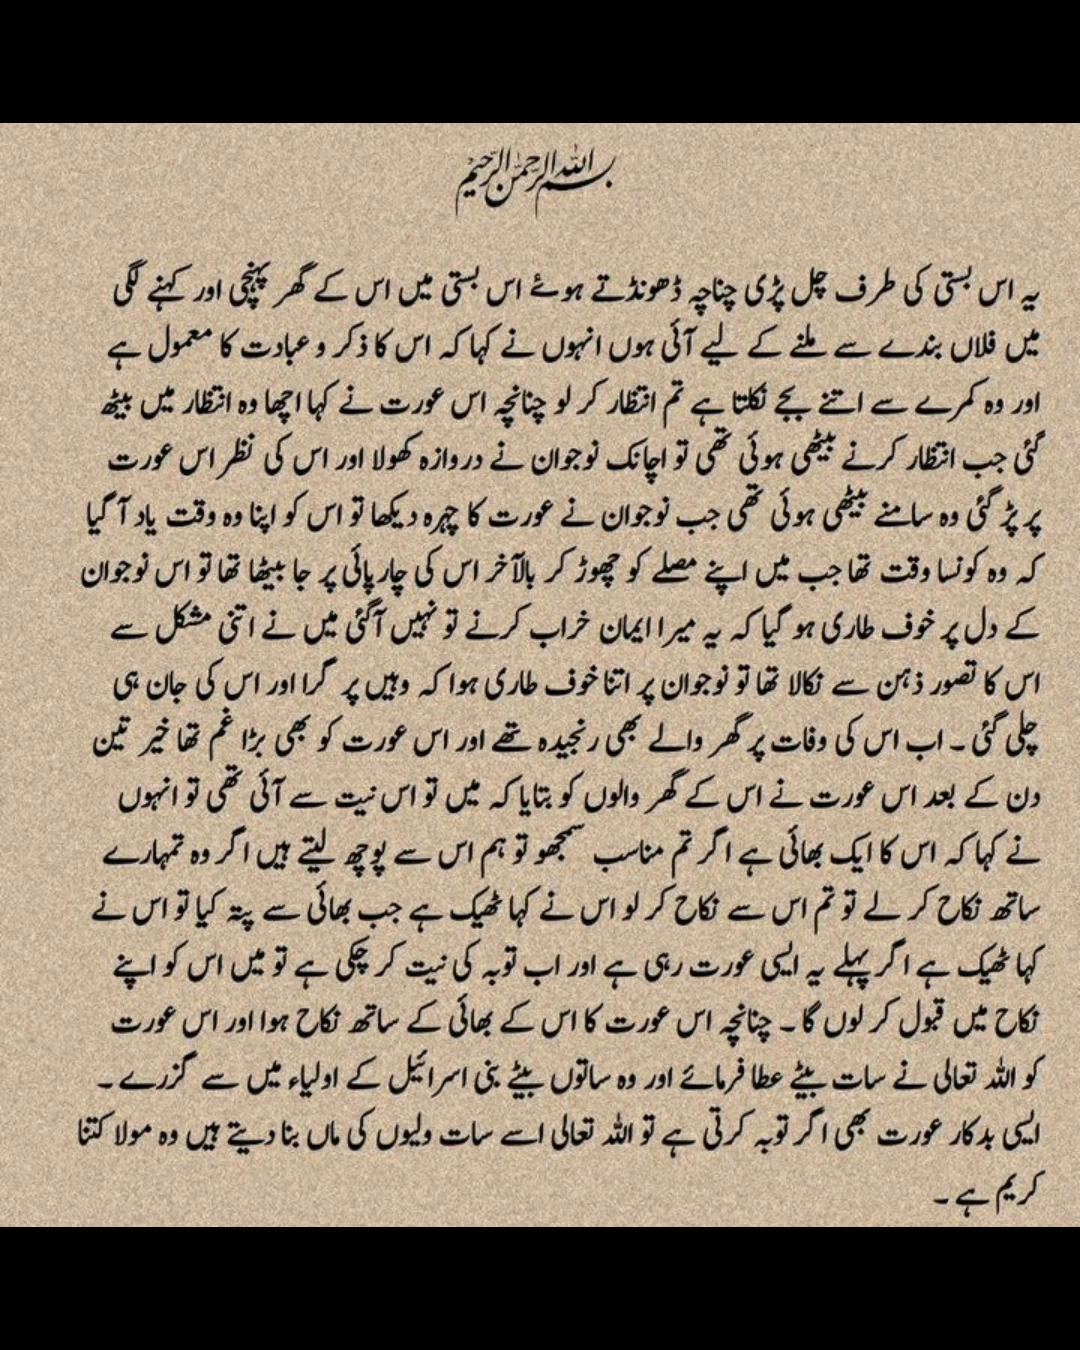 بسم اللہ الرحمٰن الرحیم
یہ اس بستی کی طرف چل پڑی چناچہ ڈھونڈتے ہوئے اس بستی میں اس کے گھر پہنچی اور کہنے لگی
میں فلاں بندے سے ملنے کے لیے آئی ہوں انہوں نے کہا کہ اس کا ذکر و عبادت کا معمول ہے
اور وہ کمرے سے اتنے بجے نکلتا ہے تم انتظار کر لو چنانچہ اس عورت نے کہا اچھا وہ انتظار میں بیٹھ
گئی جب انتظار کرنے بیٹھی ہوئی تھی تو اچانک نوجوان نے دروازہ کھولا اور اس کی نظر اس عورت
پر پڑ گئی وہ سامنے بیٹھی ہوئی تھی جب نوجوان نے عورت کا چہرہ دیکھا تو اس کو اپنا وہ وقت یاد آ گیا
کہ وہ کونسا وقت تھا جب میں اپنے مصلے کو چھوڑ کر بالآخر اس کی چارپائی پر جا بیٹھا تھا تو اس نوجوان
کے دل پر خوف طاری ہو گیا کہ یہ میرا ایمان خراب کرنے تو نہیں آگئی میں نے اتنی مشکل سے
اس کا تصور ذہن سے نکالا تھا تو نوجوان پر اتنا خوف طاری ہوا کہ وہیں پر گرا اور اس کی جان ہی
چلی گئی ۔ اب اس کی وفات پر گھر والے بھی رنجیدہ تھے اور اس عورت کو بھی بڑا غم تھا خیر تین
دن کے بعد اس عورت نے اس کے گھر والوں کو بتایا کہ میں تو اس نیت سے آئی تھی تو انہوں
نے کہا کہ اس کا ایک بھائی ہے اگر تم مناسب سمجھو تو ہم اس سے پوچھ لیتے ہیں اگر وہ تمہارے
ساتھ نکاح کر لے تو تم اس سے نکاح کر لو اس نے کہا ٹھیک ہے جب بھائی سے پتہ کیا تو اس نے
کہا ٹھیک ہے اگر پہلے یہ ایسی عورت رہی ہے اور اب توبہ کی نیت کر چکی ہے تو میں اس کو اپنے
نکاح میں قبول کر لوں گا۔ چنانچہ اس عورت کا اس کے بھائی کے ساتھ نکاح ہوا اور اس عورت
کو اللہ تعالی نے سات بیٹے عطا فرمائے اور وہ ساتوں بیٹے بنی اسرائیل کے اولیاء میں سے گزرے۔
ایسی بدکار عورت بھی اگر توبہ کرتی ہے تو اللہ تعالی اسے سات ولیوں کی ماں بنا دیتے ہیں وہ مولا کتنا
کریم ہے ۔